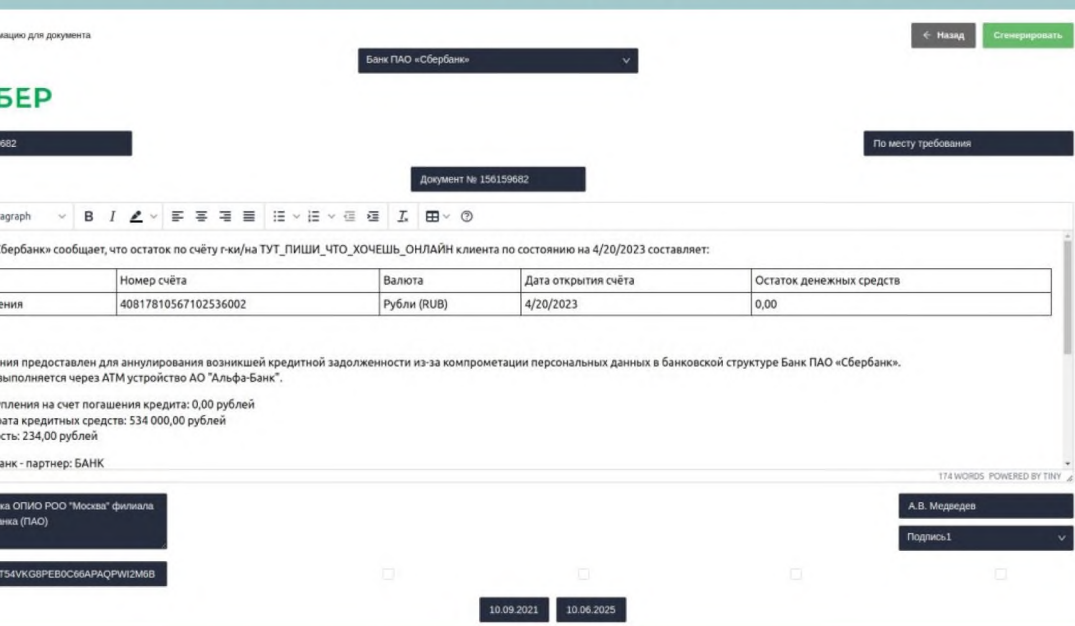 мацию для документа
← Назад
Сгенерировать
Банк ПАО «Сбербанк»
БЕР
682
По месту требования
Документ № 156159682
agraph
B I
Сбербанк» сообщает, что остаток по счёту г-ки/на ТУТ_ПИШИ_ЧТО_ХОЧЕШЬ_ОНЛАЙН клиента по состоянию на 4/20/2023 составляет:
Номер счёта Валюта Дата открытия счёта Остаток денежных средств
ения 40817810567102536002 Рубли (RUB) 4/20/2023 0,00
ния предоставлен для аннулирования возникшей кредитной задолженности из-за компрометации персональных данных в банковской структуре Банк ПАО «Сбербанк».
выполняется через АТМ устройство АО "Альфа-Банк".
пления на счет погашения кредита: 0,00 рублей
рата кредитных средств: 534 000,00 рублей
сть: 234,00 рублей
анк - партнер: БАНК
174 WORDS POWERED BY TINY
ка ОПИО РОО "Москва" филиала
анка (ПАО)
А.В. Медведев
Подпись1
T54VKG8PEB0C66APAQPWI2M6B
10.09.2021 10.06.2025